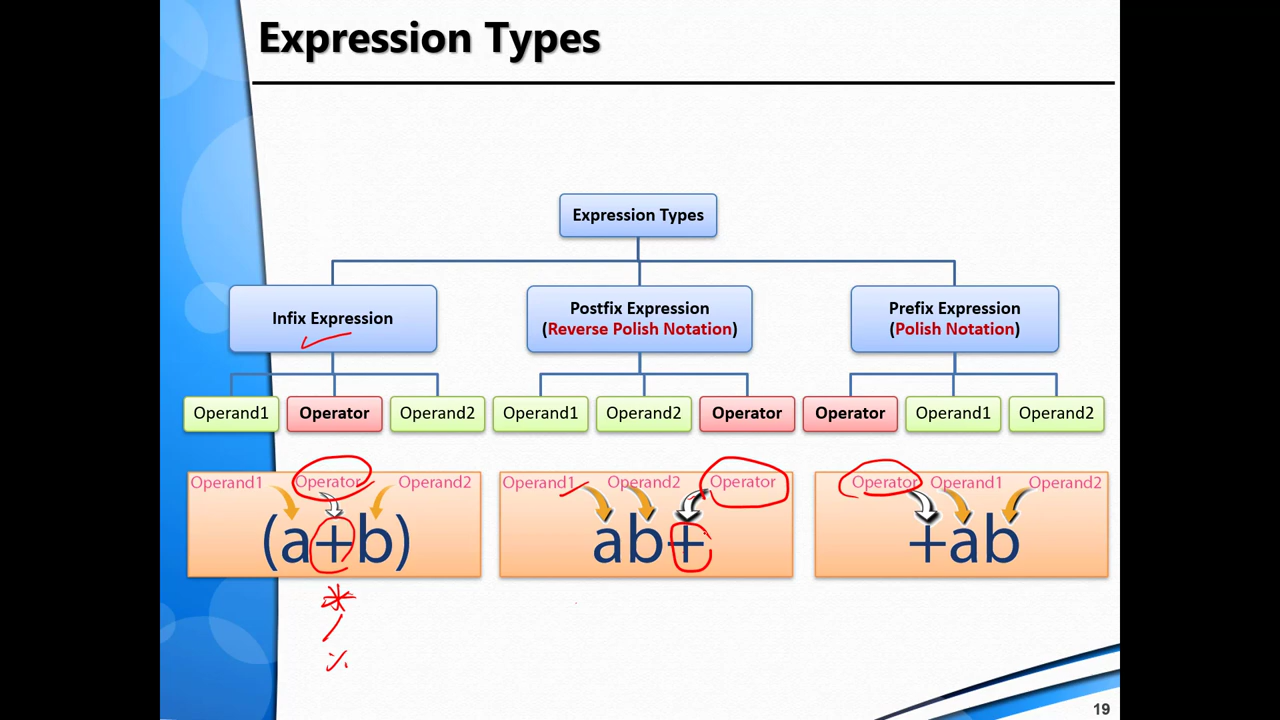 Expression Types
Expression Types
Infix Expression
Postfix Expression
(Reverse Polish Notation)
Prefix Expression
(Polish Notation)
Operand1 Operator Operand2 Operand1 Operand2 Operator Operator Operand1 Operand2
Operand1 Operator Operand2
(a+b)
Operand1 Operand2 Operator
ab+
Operator Operand1 Operand2
+ab
*
/
%
19